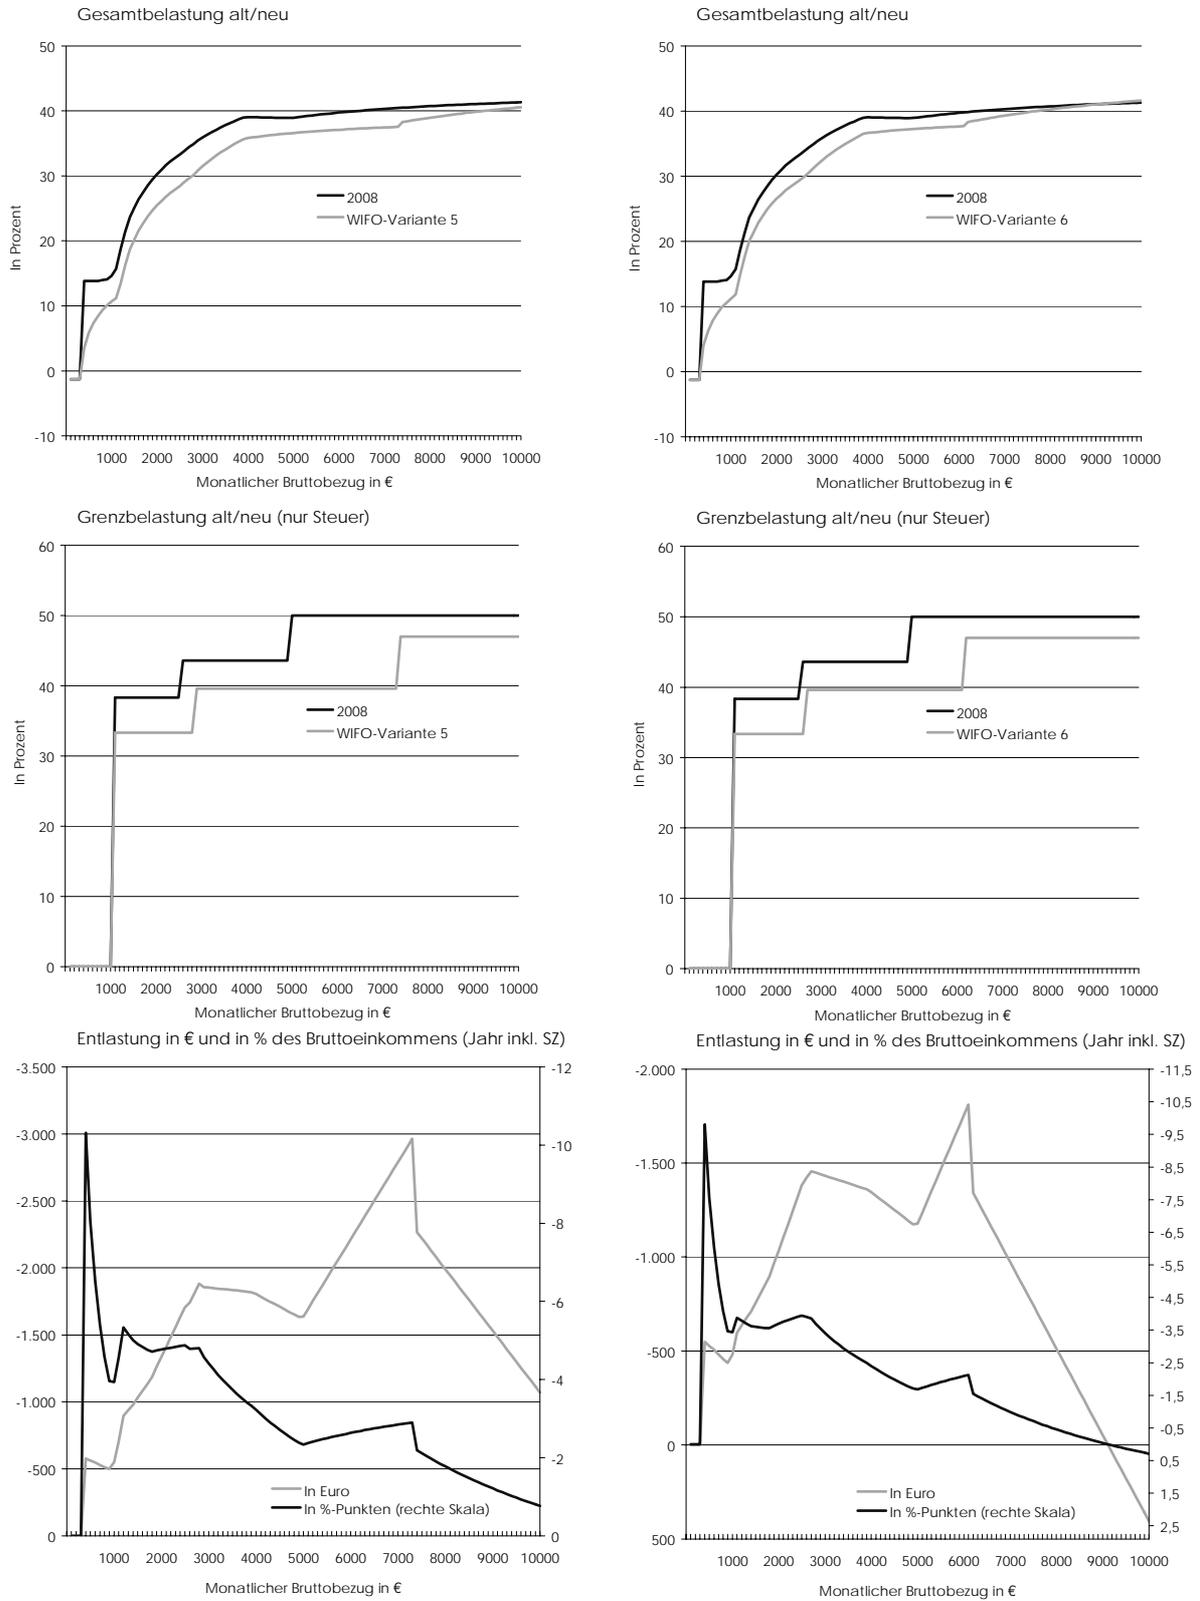 Gesamtbelastung alt/neu
50
40
30
20
10
0
-10
In Prozent
2008
WIFO-Variante 5
1000 2000 3000 4000 5000 6000 7000 8000 9000 10000
Monatlicher Bruttobezug in €
Gesamtbelastung alt/neu
50
40
30
20
10
0
-10
In Prozent
2008
WIFO-Variante 6
1000 2000 3000 4000 5000 6000 7000 8000 9000 10000
Monatlicher Bruttobezug in €
Grenzbelastung alt/neu (nur Steuer)
60
50
40
30
20
10
0
In Prozent
2008
WIFO-Variante 5
1000 2000 3000 4000 5000 6000 7000 8000 9000 10000
Monatlicher Bruttobezug in €
Grenzbelastung alt/neu (nur Steuer)
60
50
40
30
20
10
0
In Prozent
2008
WIFO-Variante 6
1000 2000 3000 4000 5000 6000 7000 8000 9000 10000
Monatlicher Bruttobezug in €
Entlastung in € und in % des Bruttoeinkommens (Jahr inkl. SZ)
-3.500
-3.000
-2.500
-2.000
-1.500
-1.000
-500
0
-12
-10
-8
-6
-4
-2
0
In Euro
In %-Punkten (rechte Skala)
1000 2000 3000 4000 5000 6000 7000 8000 9000 10000
Monatlicher Bruttobezug in €
Entlastung in € und in % des Bruttoeinkommens (Jahr inkl. SZ)
-2.000
-1.500
-1.000
-500
0
500
-11,5
-10,5
-9,5
-8,5
-7,5
-6,5
-5,5
-4,5
-3,5
-2,5
-1,5
-0,5
0,5
1,5
2,5
In Euro
In %-Punkten (rechte Skala)
1000 2000 3000 4000 5000 6000 7000 8000 9000 10000
Monatlicher Bruttobezug in €